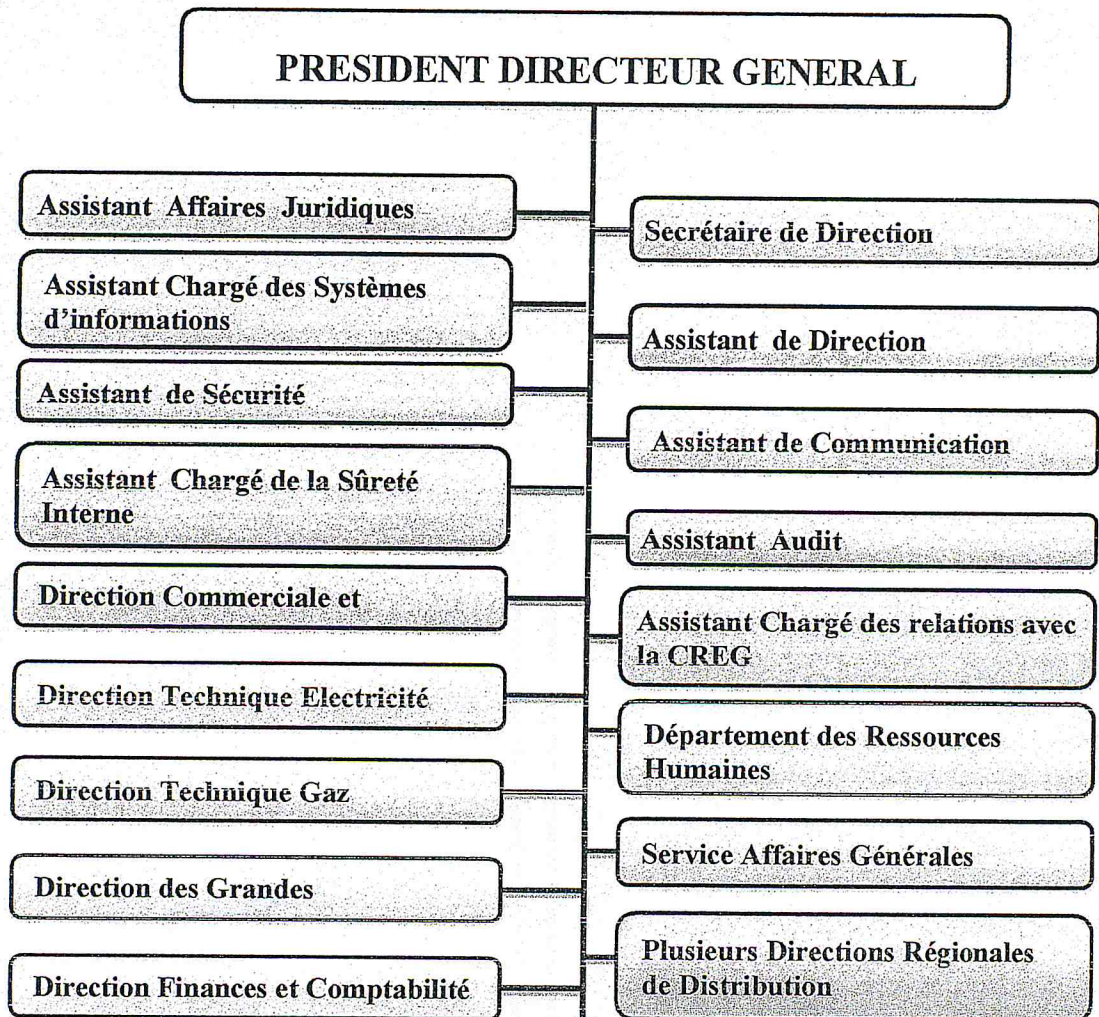 PRESIDENT DIRECTEUR GENERAL
Assistant Affaires Juridiques
Assistant Chargé des Systèmes
d'informations
Assistant de Sécurité
Assistant Chargé de la Sûreté
Interne
Direction Commerciale et
Direction Technique Electricité
Direction Technique Gaz
Direction des Grandes
Direction Finances et Comptabilité
Secrétaire de Direction
Assistant de Direction
Assistant de Communication
Assistant Audit
Assistant Chargé des relations avec
la CREG
Département des Ressources
Humaines
Service Affaires Générales
Plusieurs Directions Régionales
de Distribution